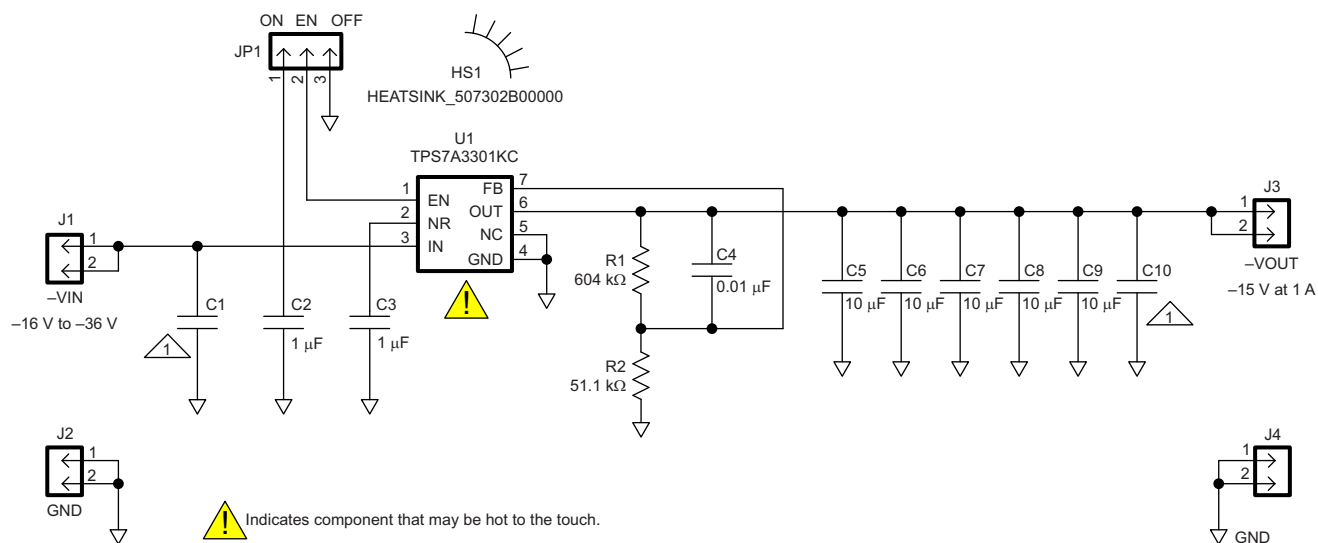 ON EN OFF
JP1
1 2 3
HS1
HEATSINK_507302B00000
U1
TPS7A3301KC
1 EN
2 NR
3 IN
FB 7
OUT 6
NC 5
GND 4
J1
1
2
–VIN
–16 V to –36 V
C1
1
C2
1 μF
C3
1 μF
R1
604 kΩ
C4
0.01 μF
R2
51.1 kΩ
C5
10 μF
C6
10 μF
C7
10 μF
C8
10 μF
C9
10 μF
C10
1
J3
1
2
–VOUT
–15 V at 1 A
J2
1
2
GND
J4
1
2
GND
! Indicates component that may be hot to the touch.
!